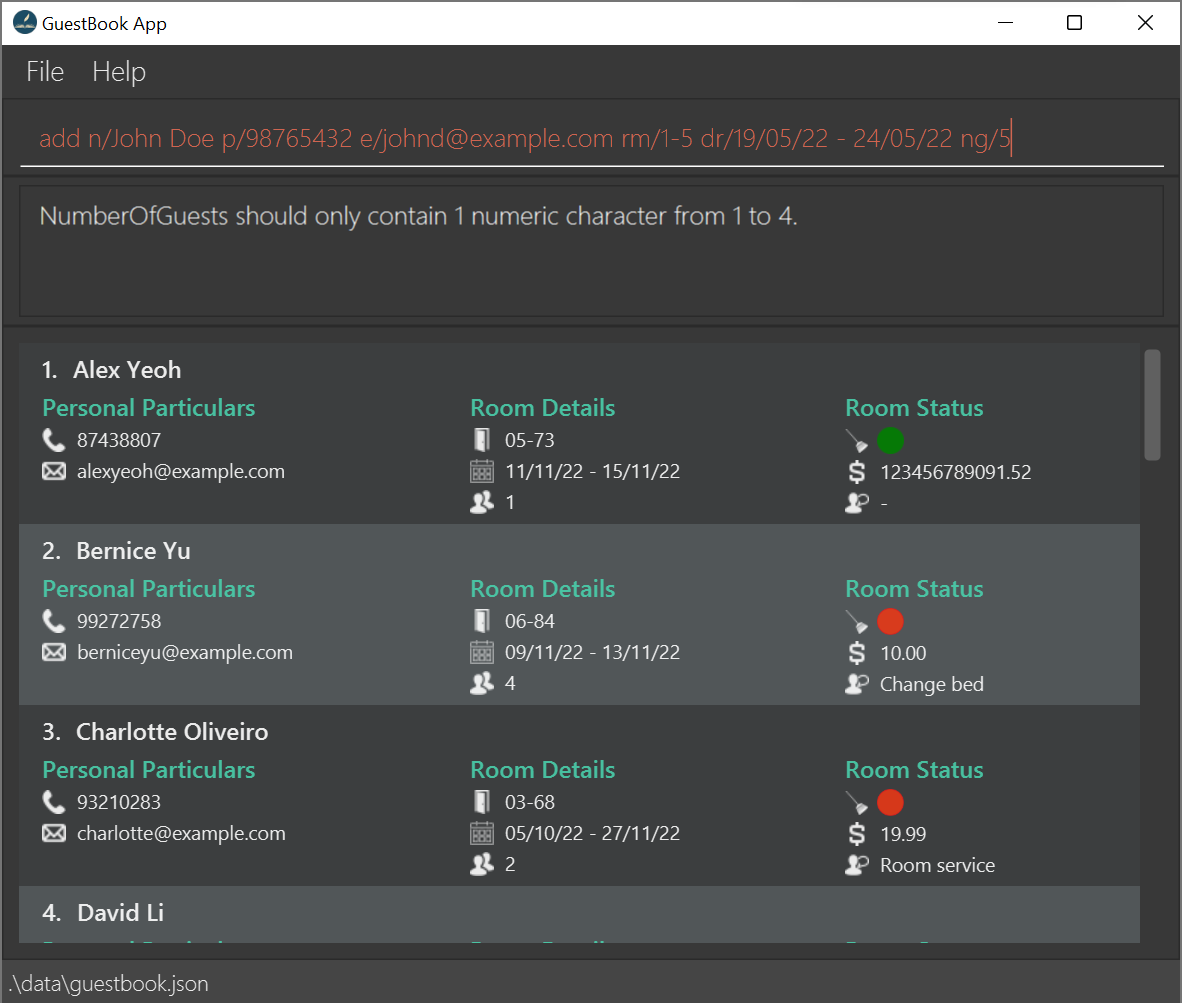 GuestBook App
File Help
add n/John Doe p/98765432 e/johnd@example.com rm/1-5 dr/19/05/22 - 24/05/22 ng/5
NumberOfGuests should only contain 1 numeric character from 1 to 4.
1. Alex Yeoh
Personal Particulars Room Details Room Status
87438807 05-73
alexyeoh@example.com 11/11/22 - 15/11/22 $ 123456789091.52
1 -
2. Bernice Yu
Personal Particulars Room Details Room Status
99272758 06-84
berniceyu@example.com 09/11/22 - 13/11/22 $ 10.00
4 Change bed
3. Charlotte Oliveiro
Personal Particulars Room Details Room Status
93210283 03-68
charlotte@example.com 05/10/22 - 27/11/22 $ 19.99
2 Room service
4. David Li
.\data\guestbook.json